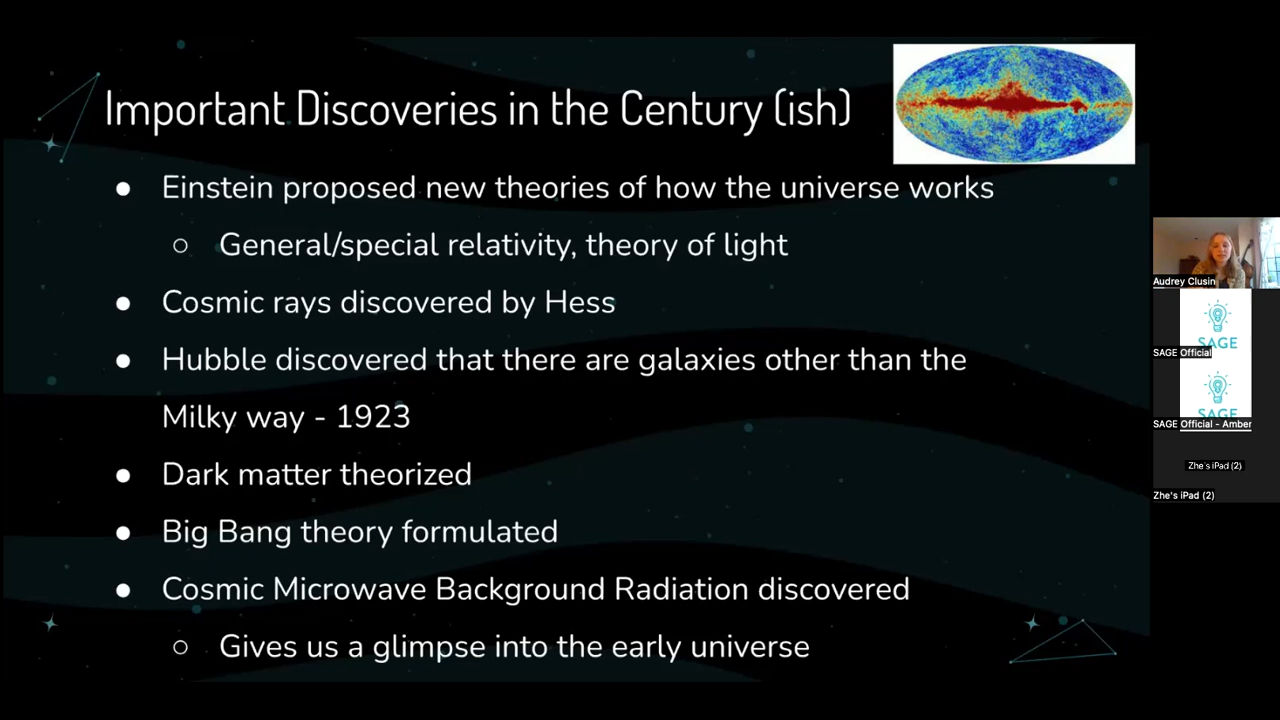 Important Discoveries in the Century (ish)
● Einstein proposed new theories of how the universe works
○ General/special relativity, theory of light
● Cosmic rays discovered by Hess
● Hubble discovered that there are galaxies other than the
Milky way - 1923
● Dark matter theorized
● Big Bang theory formulated
● Cosmic Microwave Background Radiation discovered
○ Gives us a glimpse into the early universe
Audrey Clusin
SAGE
SAGE Official
SAGE
SAGE Official - Amber
Zhe's iPad (2)
Zhe's iPad (2)